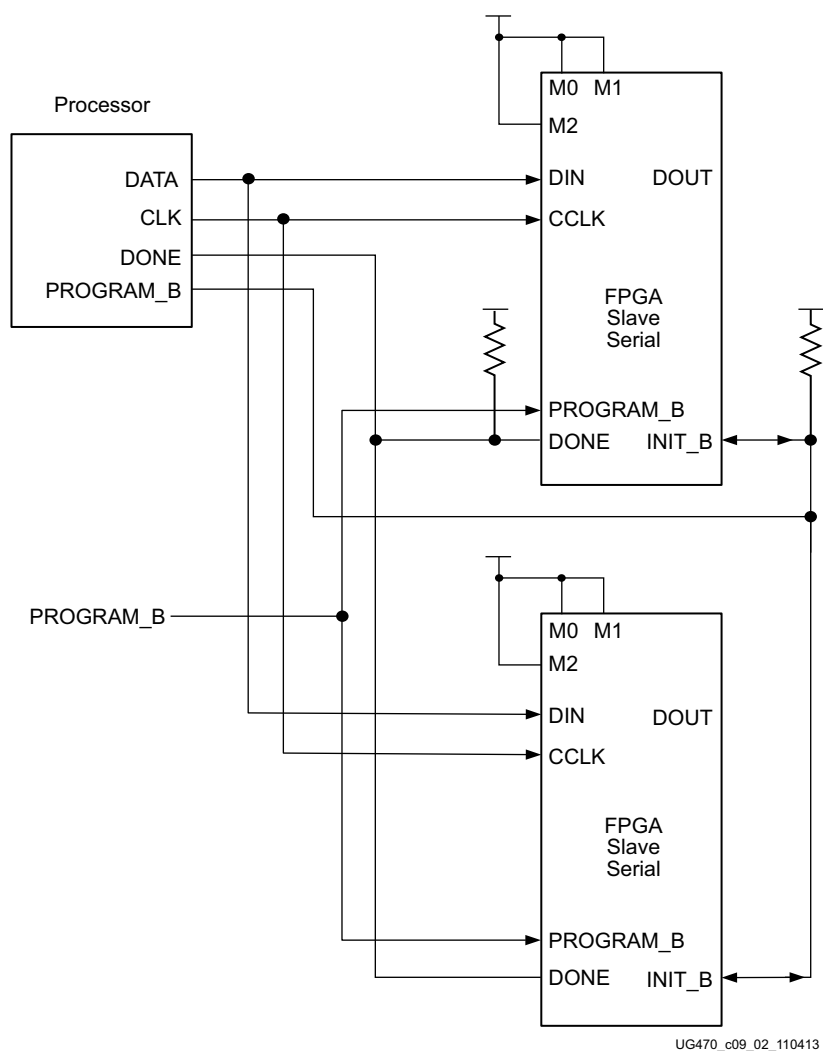 M0 M1
Processor
M2
DATA
DIN DOUT
CLK
CCLK
DONE
PROGRAM_B
FPGA
Slave
Serial
PROGRAM_B
DONE INIT_B
PROGRAM_B
M0 M1
M2
DIN DOUT
CCLK
FPGA
Slave
Serial
PROGRAM_B
DONE INIT_B
UG470_c09_02_110413